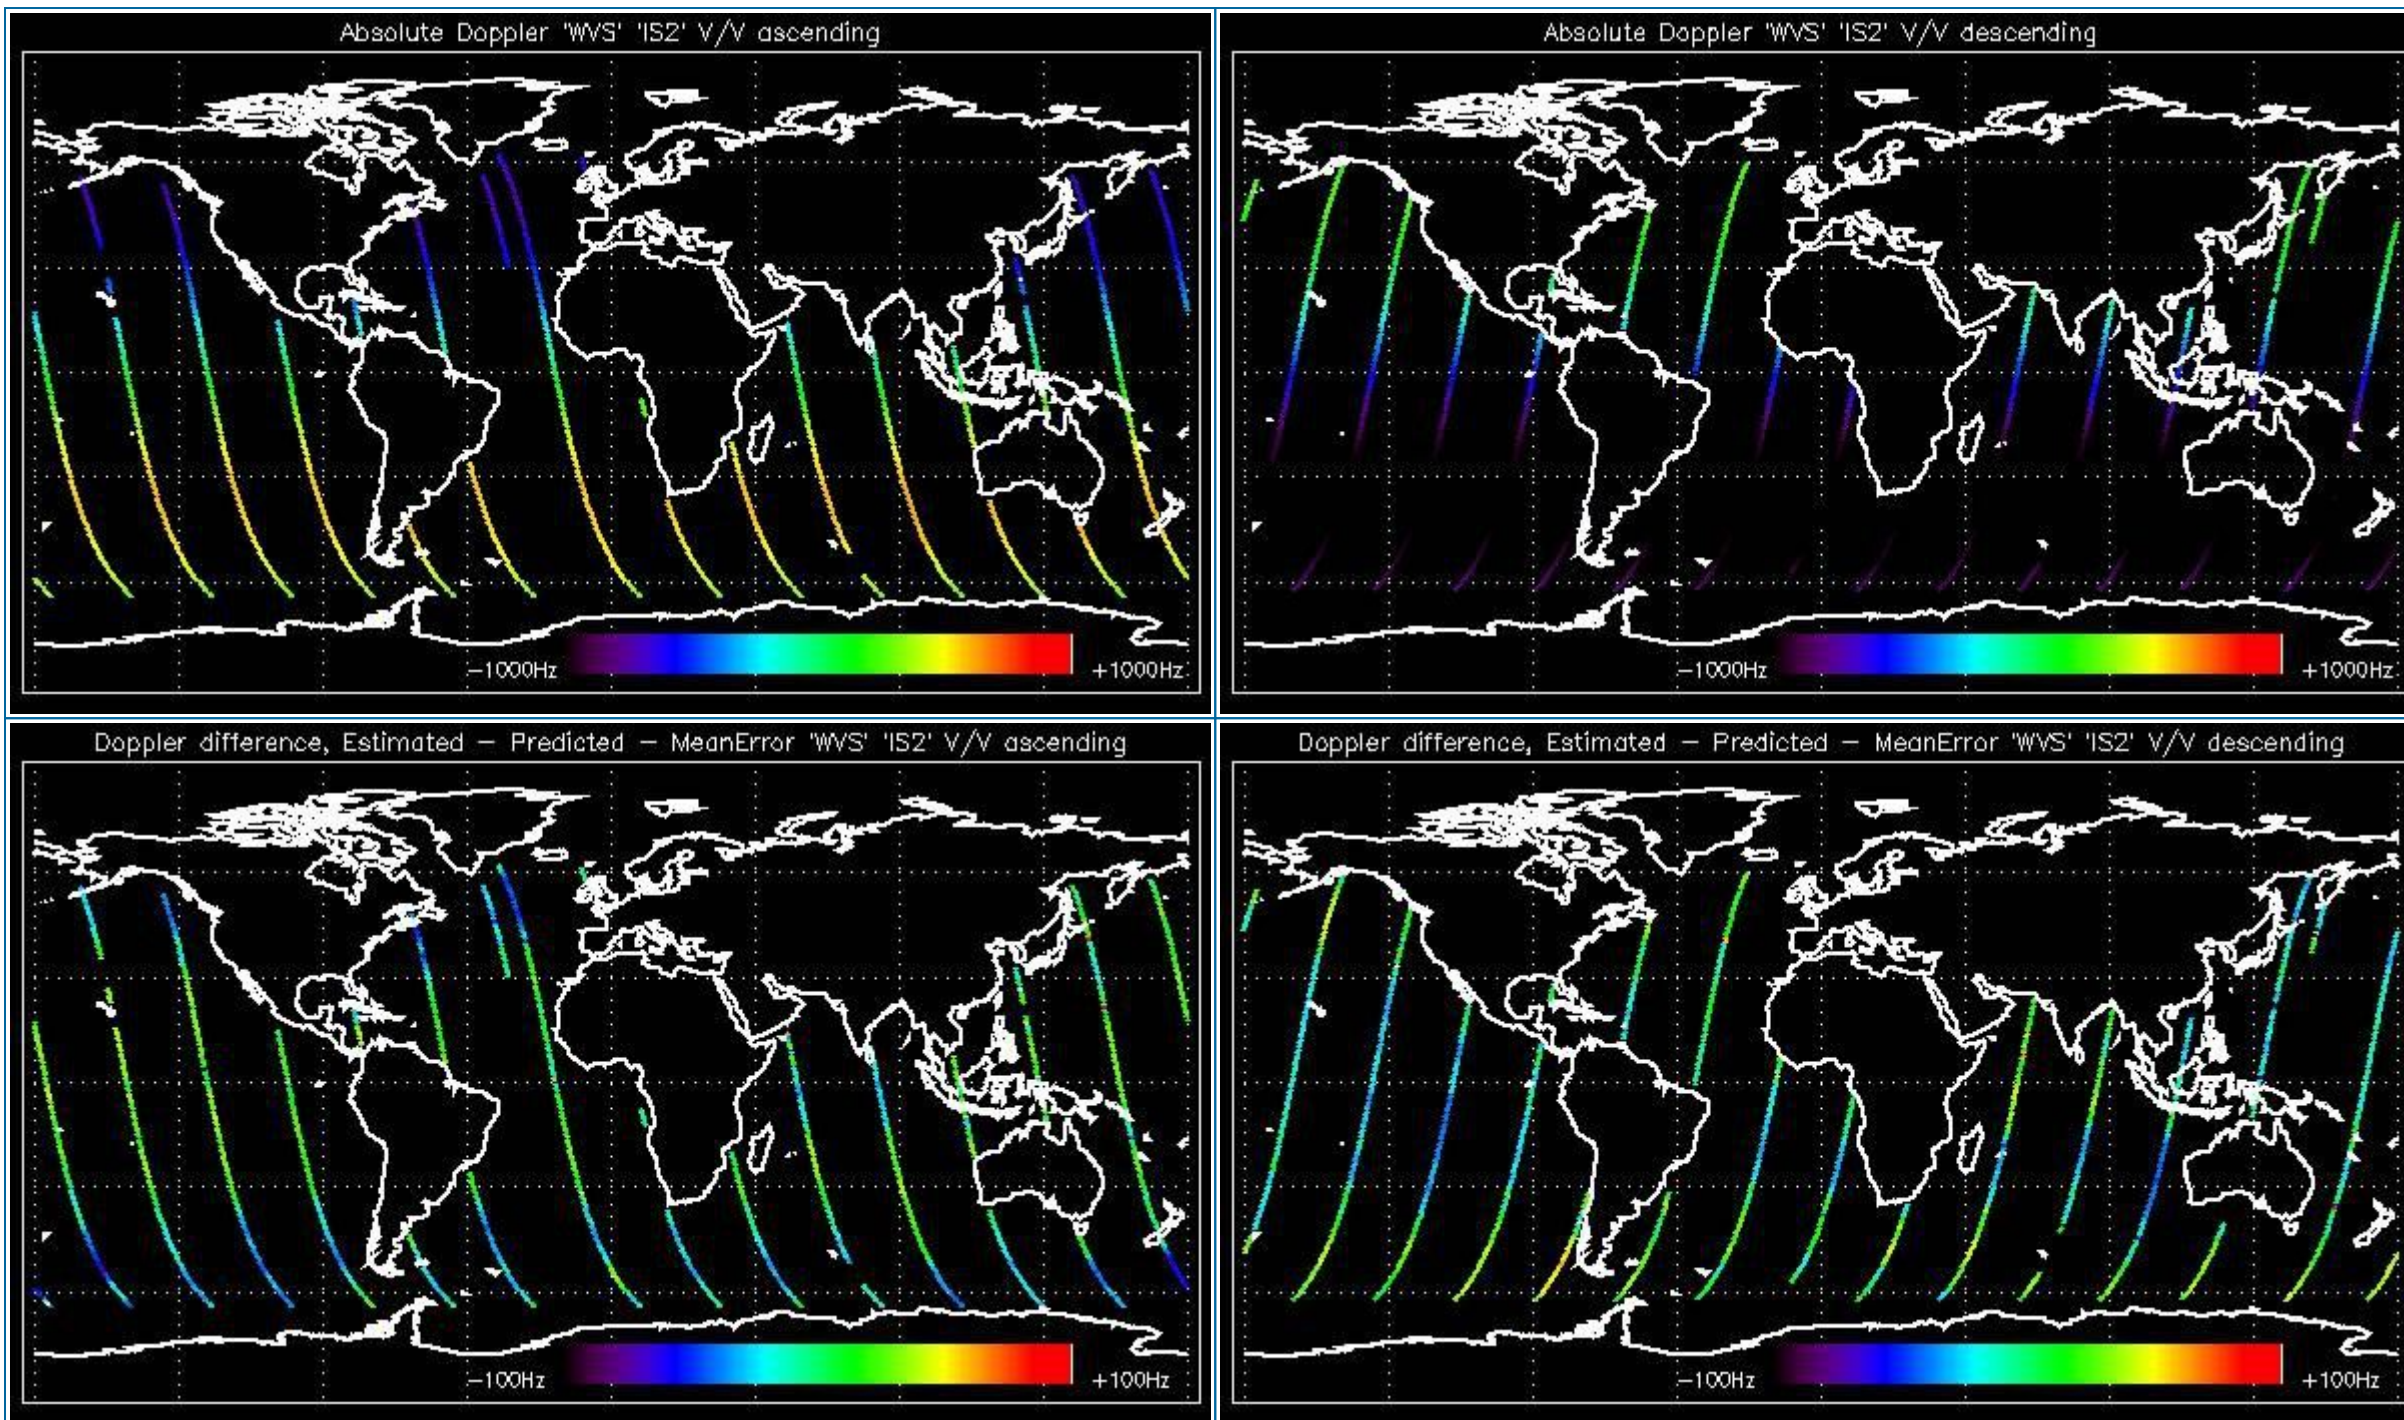 Absolute Doppler 'WVS' 'IS2' V/V ascending
-1000Hz +1000Hz
Absolute Doppler 'WVS' 'IS2' V/V descending
-1000Hz +1000Hz
Doppler difference, Estimated - Predicted - MeanError 'WVS' 'IS2' V/V ascending
-100Hz +100Hz
Doppler difference, Estimated - Predicted - MeanError 'WVS' 'IS2' V/V descending
-100Hz +100Hz